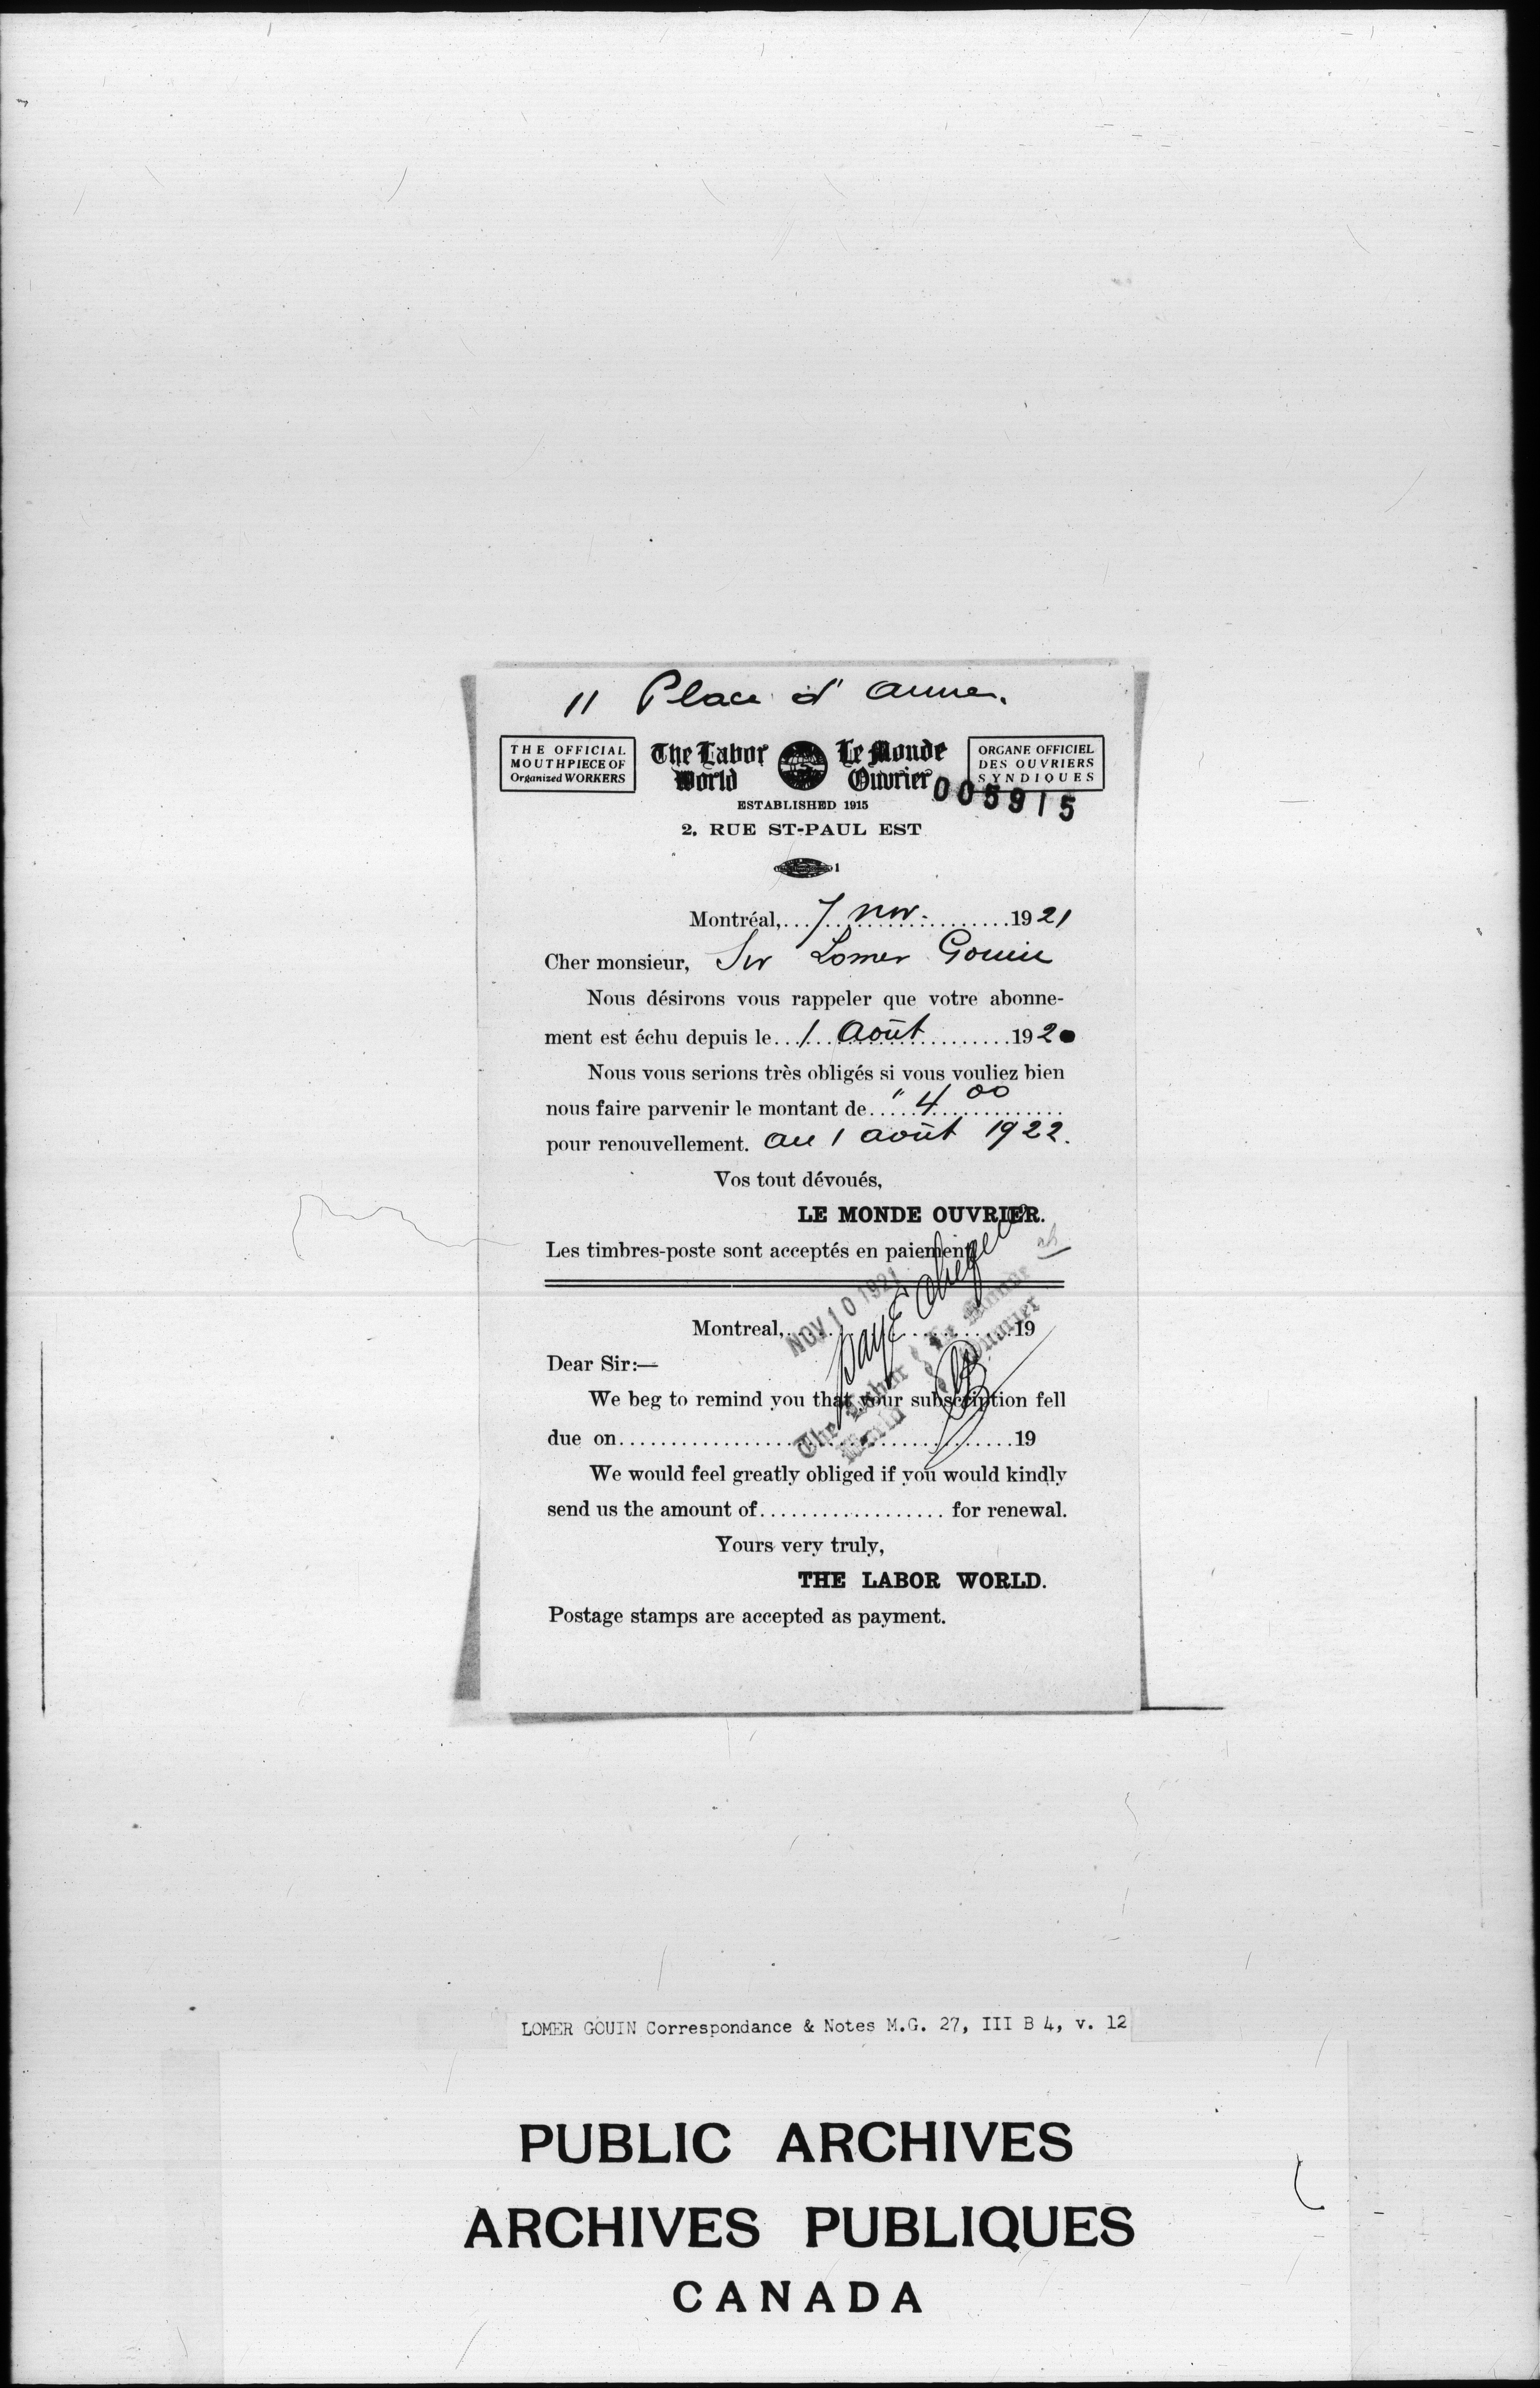 11 Place d'Armes.
THE OFFICIAL
MOUTHPIECE OF
Organized WORKERS
The Labor
World
Le Monde
Ouvrier
ORGANE OFFICIEL
DES OUVRIERS
SYNDIQUES
005915
ESTABLISHED 1915
2, RUE ST-PAUL EST
1
Montréal,...7 nov.........1921
Cher monsieur, Sir Lomer Gouin
Nous désirons vous rappeler que votre abonne-
ment est échu depuis le...1 Août.........1920
Nous vous serions très obligés si vous vouliez bien
nous faire parvenir le montant de....." 4 00..........
pour renouvellement. au 1 août 1922.
Vos tout dévoués,
LE MONDE OUVRIER.
Les timbres-poste sont acceptés en paiement.
NOV 10 1921
payé
The Labor World
Le Monde Ouvrier
Montreal,......................19
Dear Sir:—
We beg to remind you that your subscription fell
due on......................................19
We would feel greatly obliged if you would kindly
send us the amount of.................. for renewal.
Yours very truly,
THE LABOR WORLD.
Postage stamps are accepted as payment.
LOMER GOUIN Correspondance & Notes M.G. 27, III B 4, v. 12
PUBLIC ARCHIVES
ARCHIVES PUBLIQUES
CANADA